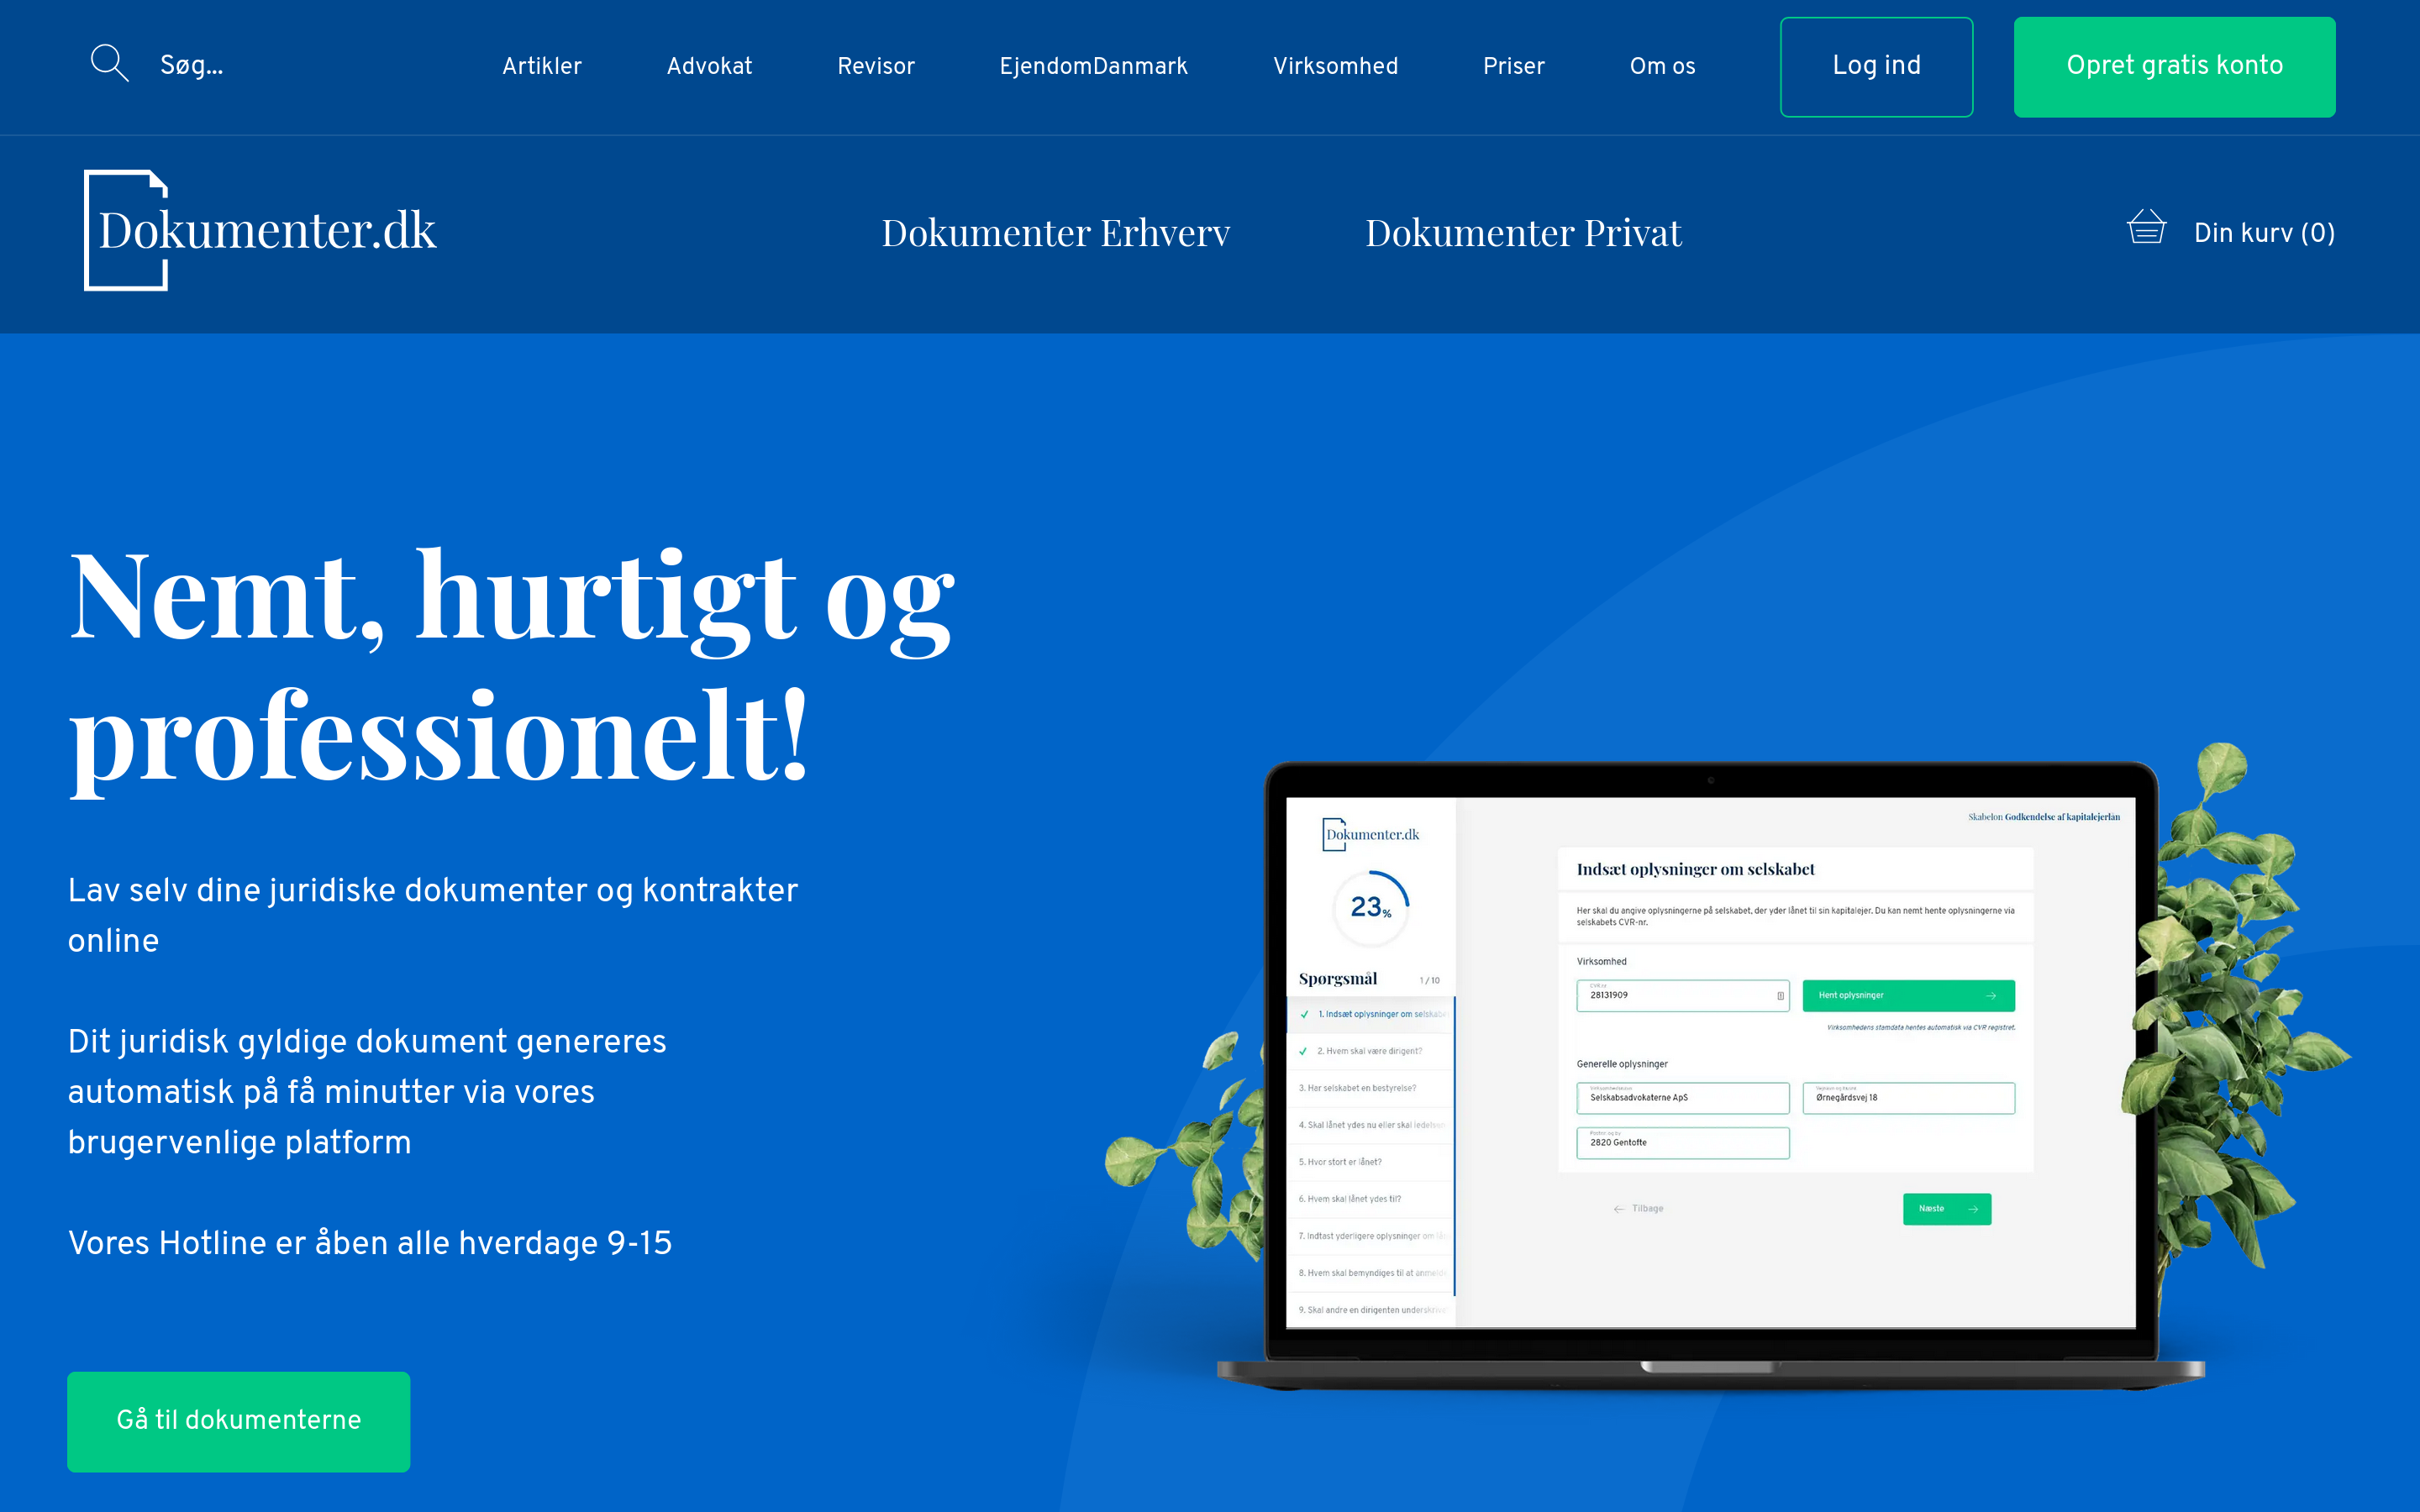 Søg...
Artikler
Advokat
Revisor
EjendomDanmark
Virksomhed
Priser
Om os
Log ind
Opret gratis konto
Dokumenter.dk
Dokumenter Erhverv
Dokumenter Privat
Din kurv (0)
Nemt, hurtigt og
professionelt!
Lav selv dine juridiske dokumenter og kontrakter
online
Dit juridisk gyldige dokument genereres
automatisk på få minutter via vores
brugervenlige platform
Vores Hotline er åben alle hverdage 9-15
Gå til dokumenterne
Dokumenter.dk
23%
Spørgsmål
1/10
1. Indsæt oplysninger om
2. Hvem skal være dirigent?
3. Har selskabet en bestyrelse?
4. Skal lånet ydes nu eller skal
5. Hvor stort er lånet?
6. Hvem skal lånet ydes til?
7. Indtast yderligere oplysninger om
8. Hvem skal bemyndiges til at
9. Skal andre en dirigenten
Skabelon Godkendelse af kapitalejerlån
Indsæt oplysninger om selskabet
Her skal du angive oplysningerne på selskabet, der yder lånet til sin kapitalejer. Du kan nemt hente oplysningerne via
selskabets CVR-nr.
Virksomhed
28131909
Hent oplysninger
Virksomhedens stamdata hentes automatisk via CVR registret.
Generelle oplysninger
Selskabsadvokaterne ApS
Ørnegårdsvej 18
2820 Gentofte
Tilbage
Næste